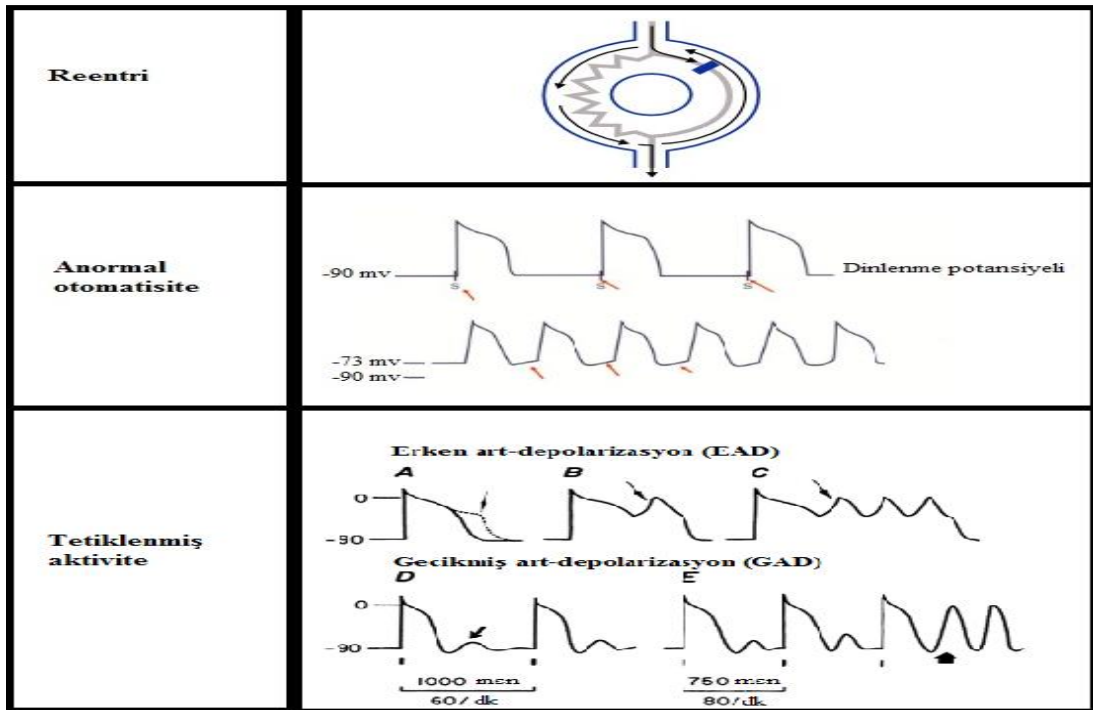 Reentri
Anormal
otomatisite
-90 mv
Dinlenme potansiyeli
S
S
S
-73 mv
-90 mv
Tetiklenmiş
aktivite
Erken art-depolarizasyon (EAD)
A
B
C
0
-90
Gecikmiş art-depolarizasyon (GAD)
D
E
0
-90
1000 msn
750 msn
60/dk
80/dk